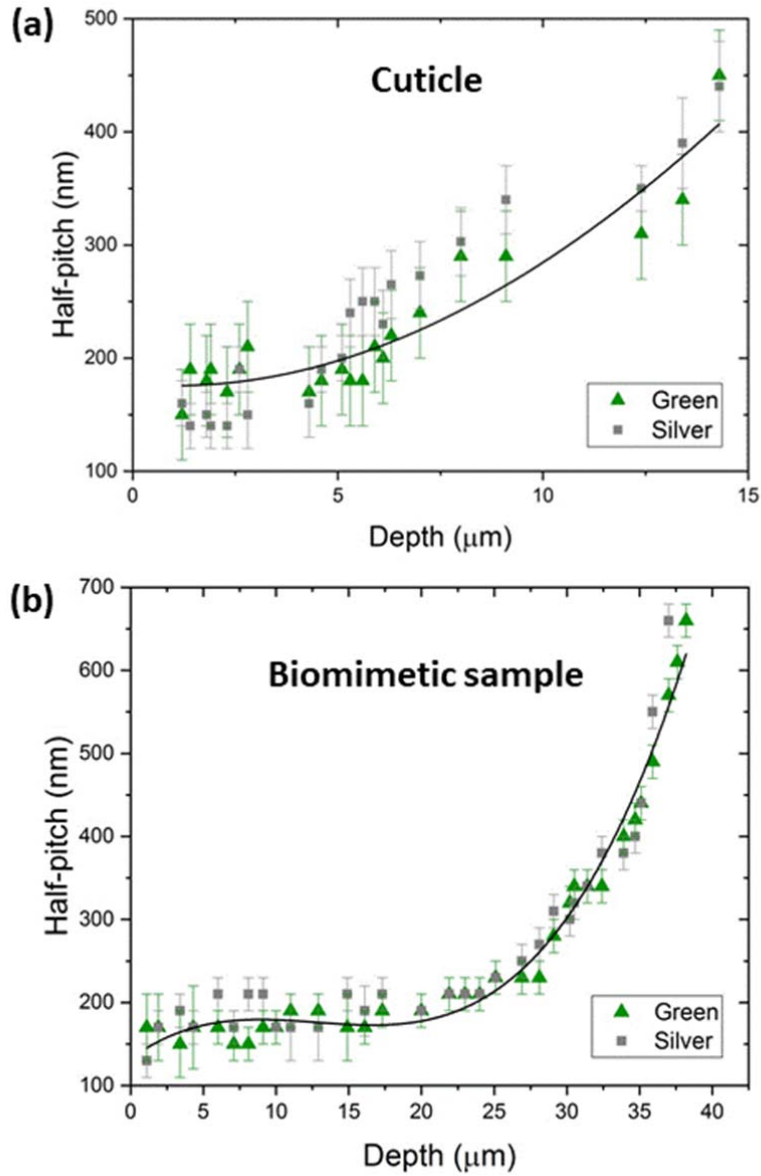 (a)
500
400
300
200
100
Half-pitch (nm)
Cuticle
Green
Silver
0
5
10
15
Depth (μm)
(b)
700
600
500
400
300
200
100
Half-pitch (nm)
Biomimetic sample
Green
Silver
0
5
10
15
20
25
30
35
40
Depth (μm)